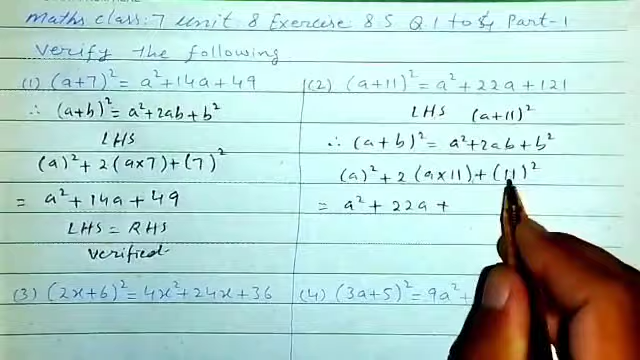 Maths class:7 unit 8 Exercise 8.5 Q.1 to 4 Part-1
Verify the following
(1) (a+7)² = a²+14a+49
∴ (a+b)² = a²+2ab+b²
LHS
(a)²+2(a×7)+(7)²
= a²+14a+49
LHS = RHS
verified
(2) (a+11)² = a²+22a+121
LHS (a+11)²
∴ (a+b)² = a²+2ab+b²
(a)²+2(a×11)+(11)²
= a²+22a+
(3) (2x+6)² = 4x²+24x+36
(4) (3a+5)² = 9a²+